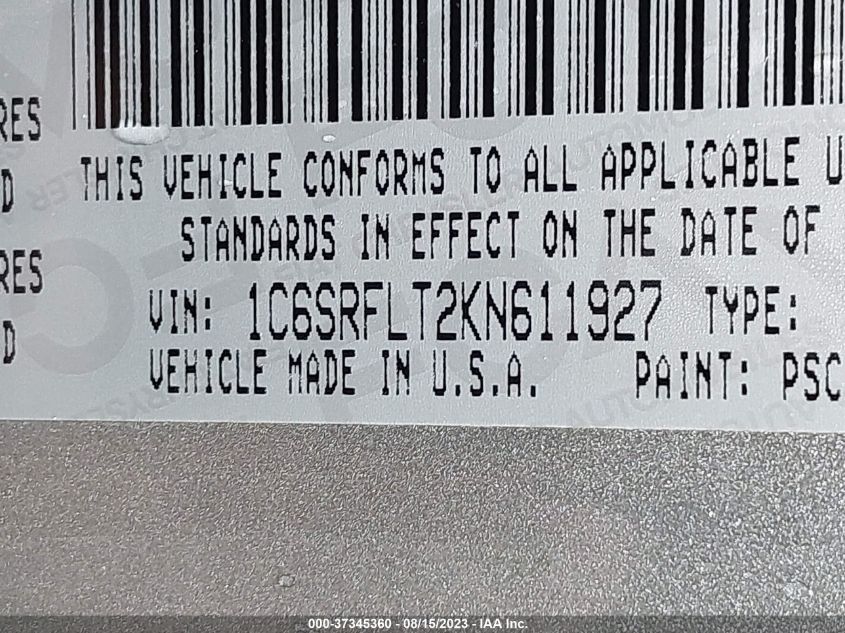 RES
D
THIS VEHICLE CONFORMS TO ALL APPLICABLE U
STANDARDS IN EFFECT ON THE DATE OF
RES
VIN: 1C6SRFLT2KN611927 TYPE:
D
VEHICLE MADE IN U.S.A. PAINT: PSC
000-37345360 - 08/15/2023 - IAA Inc.